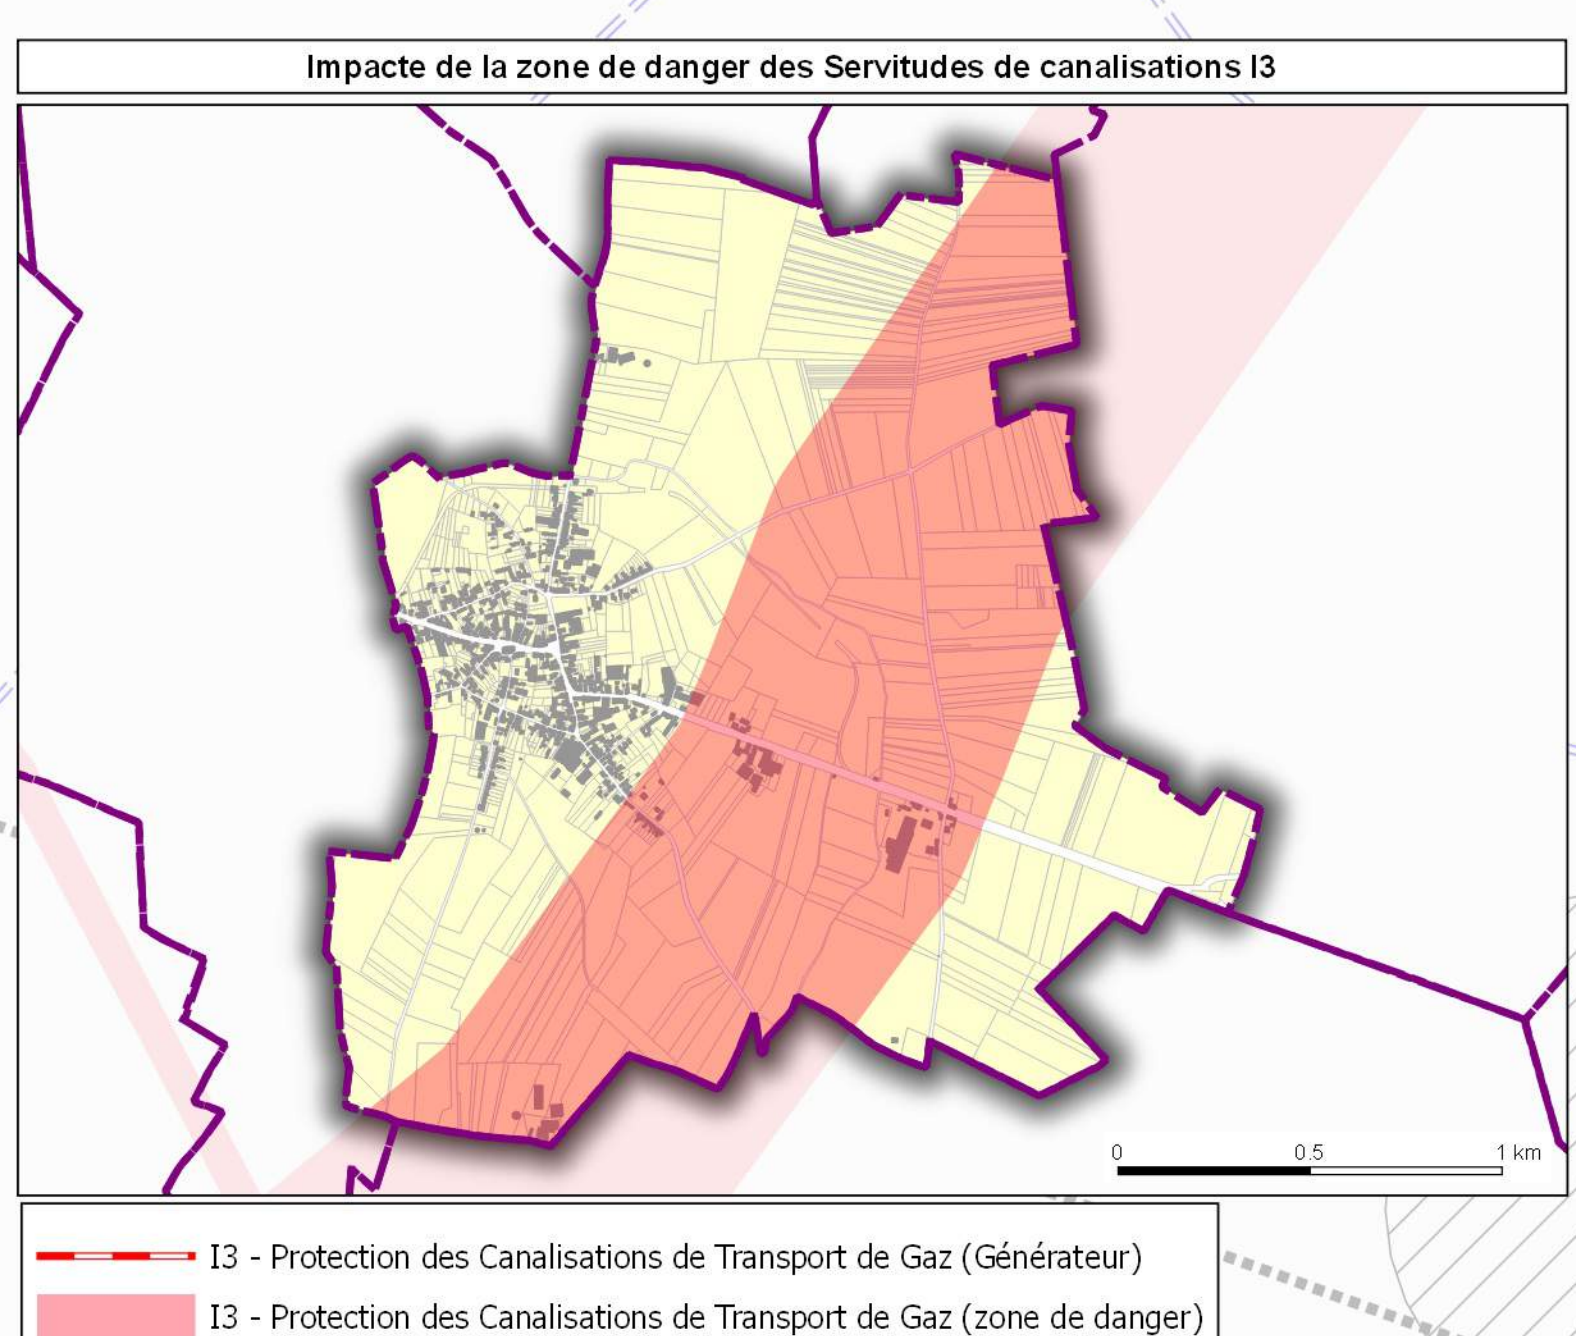 Impacte de la zone de danger des Servitudes de canalisations I3
0 0.5 1 km
I3 - Protection des Canalisations de Transport de Gaz (Générateur)
I3 - Protection des Canalisations de Transport de Gaz (zone de danger)